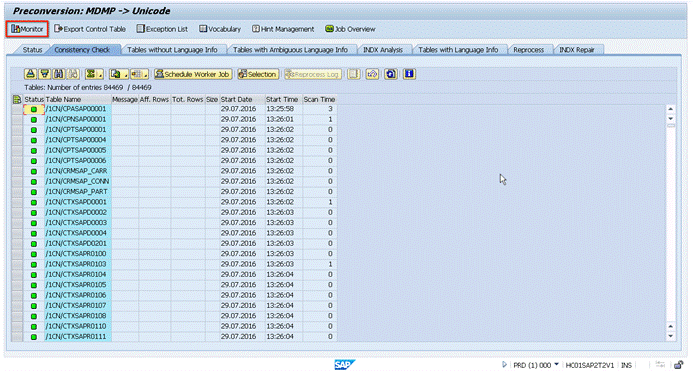 Preconversion: MDMP -> Unicode
Monitor Export Control Table Exception List Vocabulary Hint Management Job Overview
Status Consistency Check Tables without Language Info Tables with Ambiguous Language Info INDX Analysis Tables with Language Info Reprocess INDX Repair
Schedule Worker Job Selection Reprocess Log
Tables: Number of entries 84469 / 84469
Status Table Name Message Aff. Rows Tot. Rows Size Start Date Start Time Scan Time
/1CN/CPASAP00001 29.07.2016 13:25:58 3
/1CN/CPNSAP00001 29.07.2016 13:26:01 1
/1CN/CPTSAP00001 29.07.2016 13:26:02 0
/1CN/CPTSAP00004 29.07.2016 13:26:02 0
/1CN/CPTSAP00005 29.07.2016 13:26:02 0
/1CN/CPTSAP00006 29.07.2016 13:26:02 0
/1CN/CRMSAP_CARR 29.07.2016 13:26:02 0
/1CN/CRMSAP_CONN 29.07.2016 13:26:02 0
/1CN/CRMSAP_PART 29.07.2016 13:26:02 0
/1CN/CTXSAPD0001 29.07.2016 13:26:02 1
/1CN/CTXSAPD0002 29.07.2016 13:26:03 0
/1CN/CTXSAPD0003 29.07.2016 13:26:03 0
/1CN/CTXSAPD0004 29.07.2016 13:26:03 0
/1CN/CTXSAPD0201 29.07.2016 13:26:03 0
/1CN/CTXSAPR0100 29.07.2016 13:26:03 0
/1CN/CTXSAPR0103 29.07.2016 13:26:03 1
/1CN/CTXSAPR0104 29.07.2016 13:26:04 0
/1CN/CTXSAPR0105 29.07.2016 13:26:04 0
/1CN/CTXSAPR0106 29.07.2016 13:26:04 0
/1CN/CTXSAPR0107 29.07.2016 13:26:04 0
/1CN/CTXSAPR0108 29.07.2016 13:26:04 0
/1CN/CTXSAPR0110 29.07.2016 13:26:04 0
/1CN/CTXSAPR0111 29.07.2016 13:26:04 0
SAP PRD (1) 000 HC01SAP2T2V1 INS